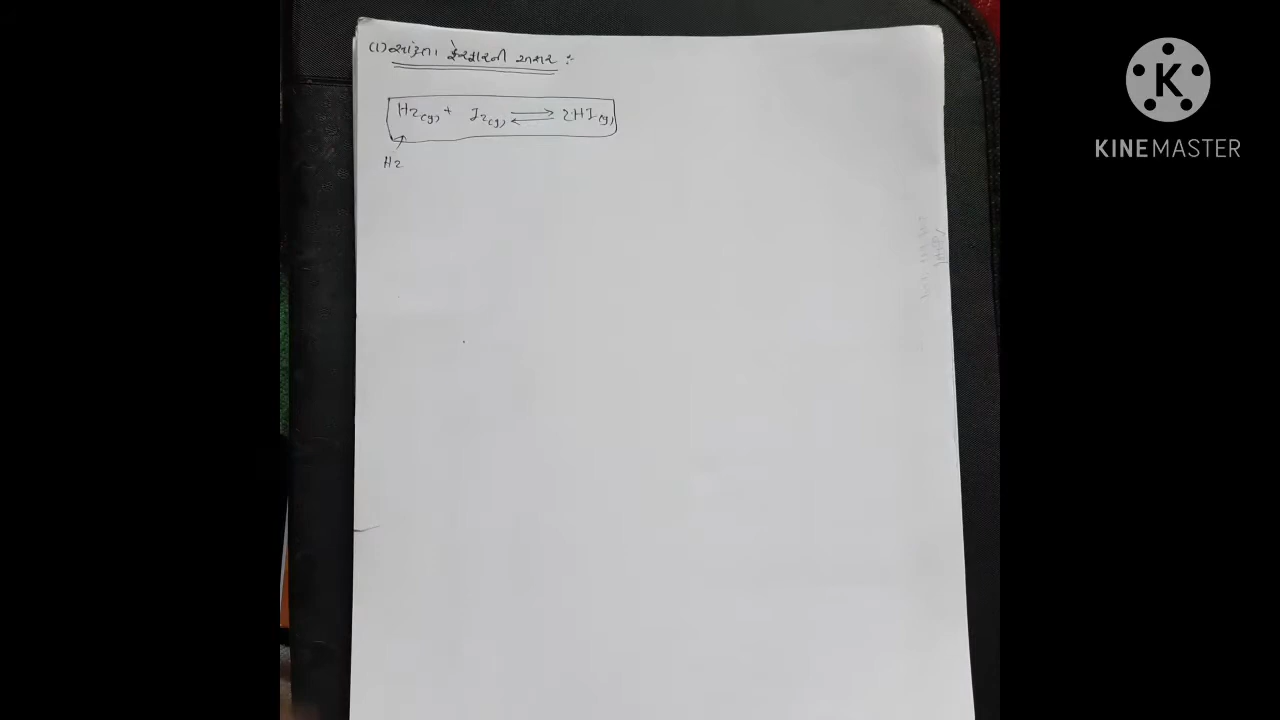 (1) સાંદ્રતા ફેરફારની અસર :-
H2(g) + I2(g) ⇌ 2HI(g)
H2
K
KINEMASTER